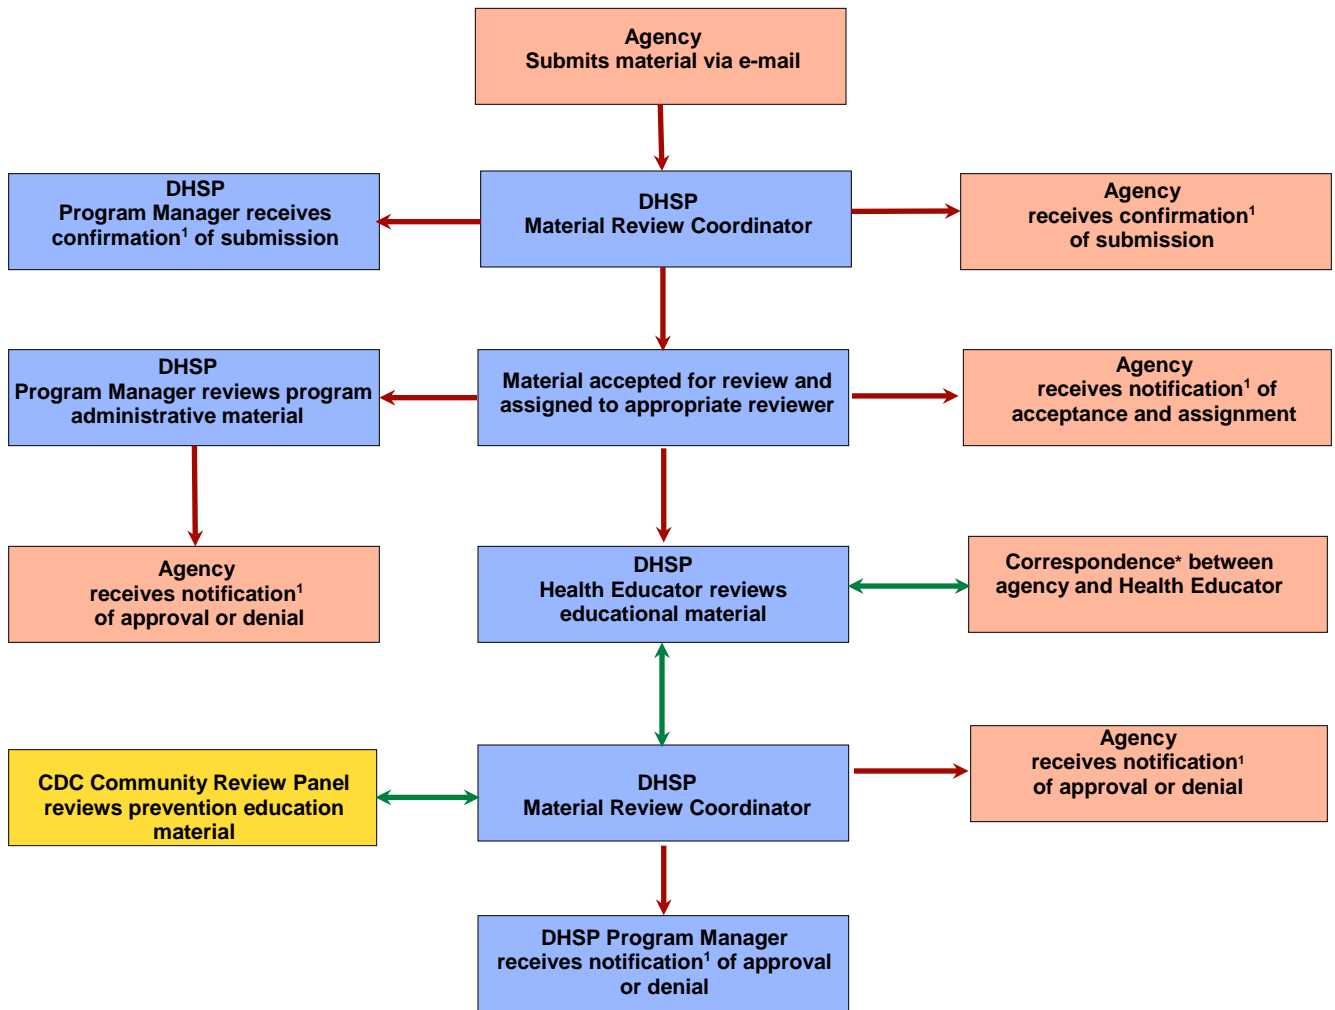 Agency
Submits material via e-mail
DHSP
Program Manager receives
confirmation¹ of submission
DHSP
Material Review Coordinator
Agency
receives confirmation¹
of submission
DHSP
Program Manager reviews program
administrative material
Material accepted for review and
assigned to appropriate reviewer
Agency
receives notification¹ of
acceptance and assignment
Agency
receives notification¹
of approval or denial
DHSP
Health Educator reviews
educational material
Correspondence* between
agency and Health Educator
CDC Community Review Panel
reviews prevention education
material
DHSP
Material Review Coordinator
Agency
receives notification¹
of approval or denial
DHSP Program Manager
receives notification¹ of approval
or denial